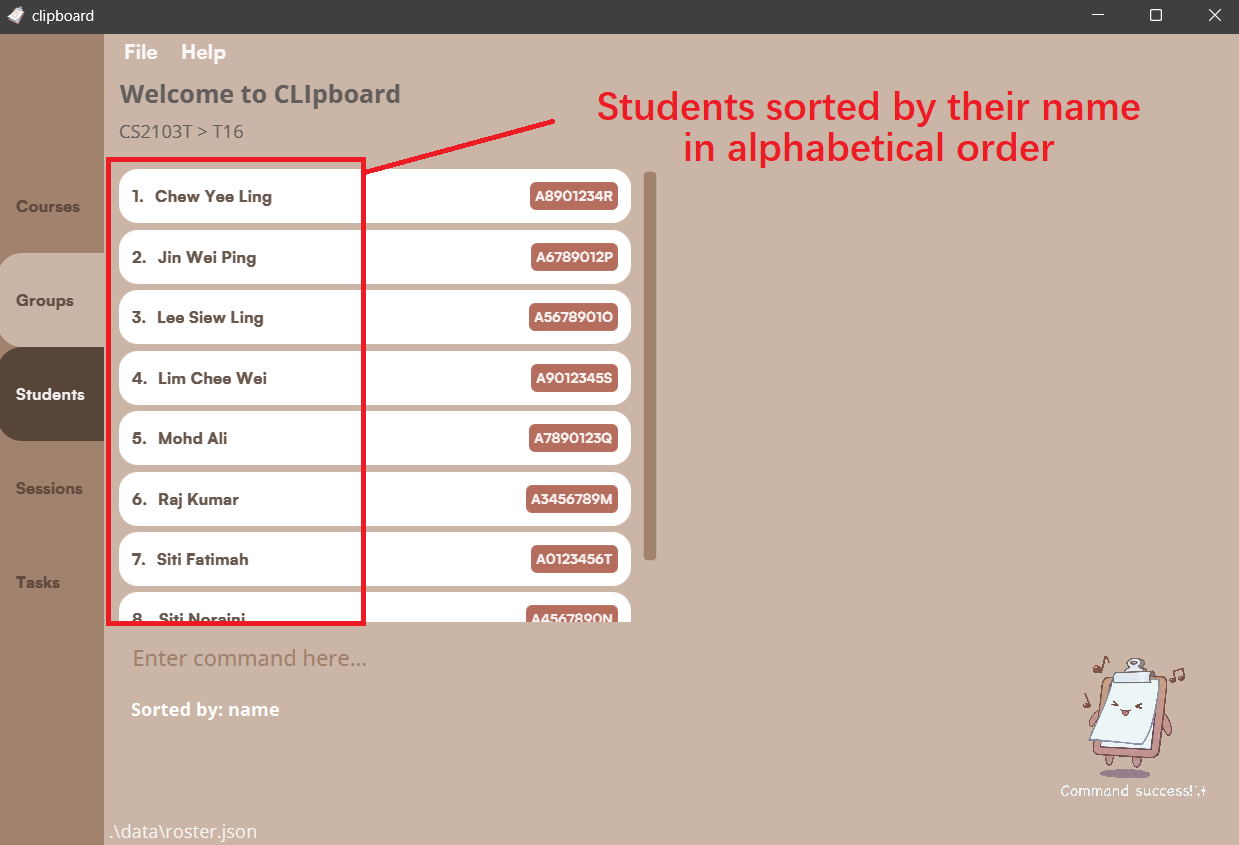 clipboard
File Help
Welcome to CLIpboard
CS2103T > T16
Students sorted by their name
in alphabetical order
Courses
Groups
Students
Sessions
Tasks
1. Chew Yee Ling A8901234R
2. Jin Wei Ping A6789012P
3. Lee Siew Ling A5678901O
4. Lim Chee Wei A9012345S
5. Mohd Ali A7890123Q
6. Raj Kumar A3456789M
7. Siti Fatimah A0123456T
8. Siti Noraini A4567890N
Enter command here...
Sorted by: name
Command success!
.\data\roster.json